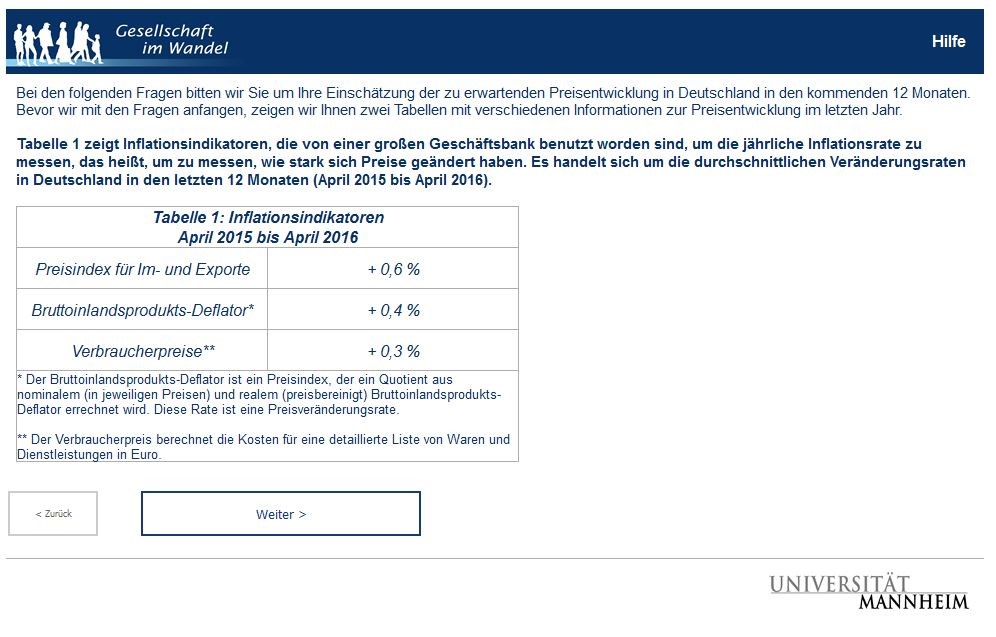 Gesellschaft
im Wandel
Hilfe
Bei den folgenden Fragen bitten wir Sie um Ihre Einschätzung der zu erwartenden Preisentwicklung in Deutschland in den kommenden 12 Monaten.
Bevor wir mit den Fragen anfangen, zeigen wir Ihnen zwei Tabellen mit verschiedenen Informationen zur Preisentwicklung im letzten Jahr.
Tabelle 1 zeigt Inflationsindikatoren, die von einer großen Geschäftsbank benutzt worden sind, um die jährliche Inflationsrate zu
messen, das heißt, um zu messen, wie stark sich Preise geändert haben. Es handelt sich um die durchschnittlichen Veränderungsraten
in Deutschland in den letzten 12 Monaten (April 2015 bis April 2016).
Tabelle 1: Inflationsindikatoren
April 2015 bis April 2016
Preisindex für Im- und Exporte + 0,6 %
Bruttoinlandsprodukts-Deflator* + 0,4 %
Verbraucherpreise** + 0,3 %
* Der Bruttoinlandsprodukts-Deflator ist ein Preisindex, der ein Quotient aus
nominalem (in jeweiligen Preisen) und realem (preisbereinigt) Bruttoinlandsprodukts-
Deflator errechnet wird. Diese Rate ist eine Preisveränderungsrate.
** Der Verbraucherpreis berechnet die Kosten für eine detaillierte Liste von Waren und
Dienstleistungen in Euro.
< Zurück
Weiter >
UNIVERSITÄT
MANNHEIM